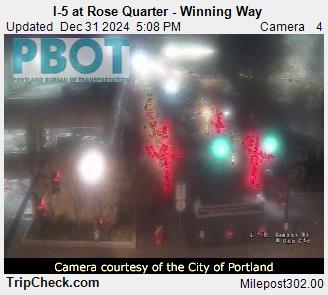 I-5 at Rose Quarter - Winning Way
Updated Dec 31 2024 5:08 PM Camera 4
PBOT
PORTLAND BUREAU OF TRANSPORTATION
Camera courtesy of the City of Portland
TripCheck.com Milepost302.00